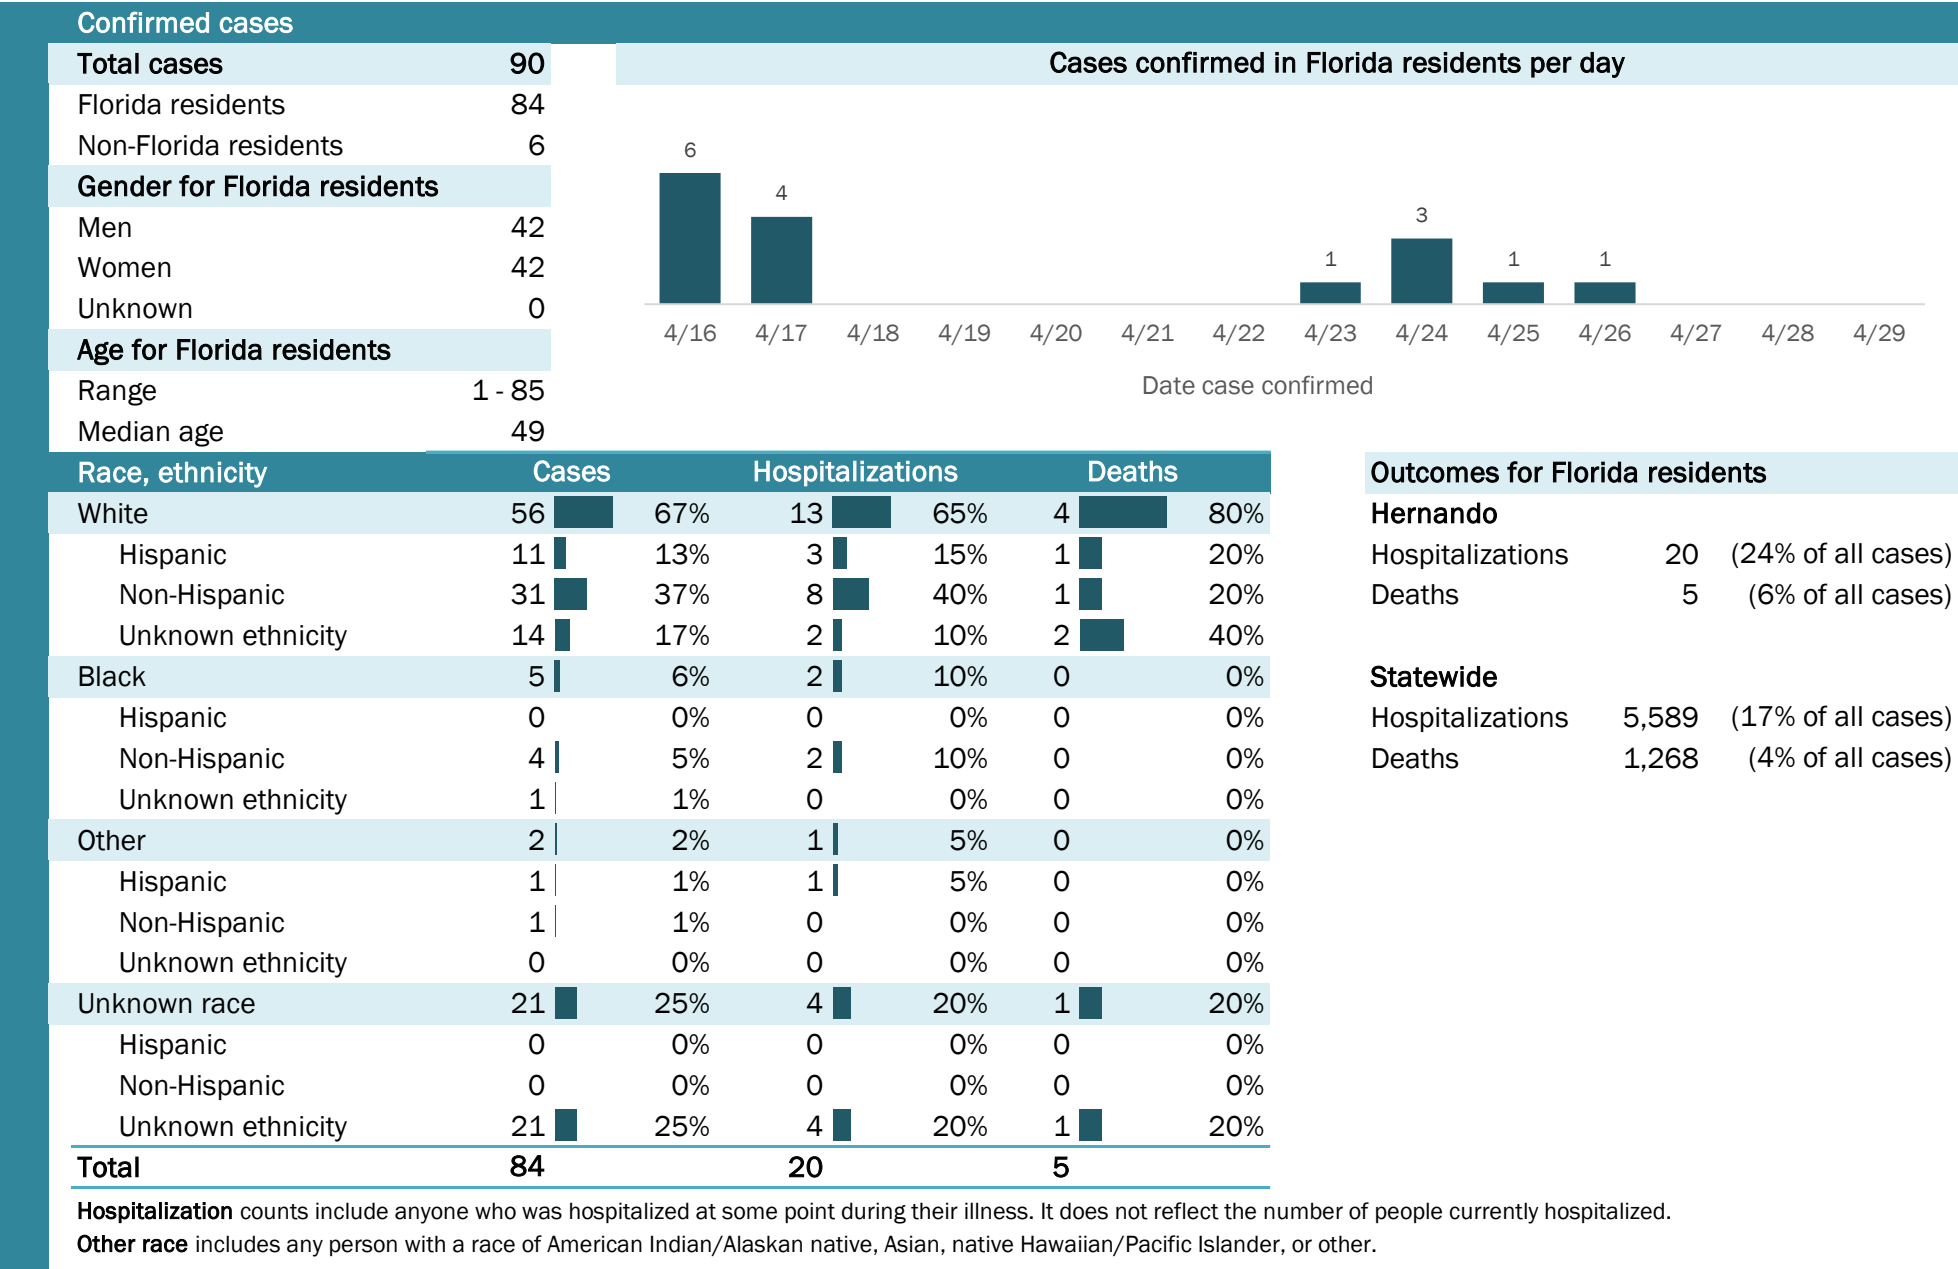 Confirmed cases
Total cases 90
Florida residents 84
Non-Florida residents 6
Gender for Florida residents
Men 42
Women 42
Unknown 0
Age for Florida residents
Range 1 - 85
Median age 49
Cases confirmed in Florida residents per day
6
4
3
1
1
1
4/16 4/17 4/18 4/19 4/20 4/21 4/22 4/23 4/24 4/25 4/26 4/27 4/28 4/29
Date case confirmed
Race, ethnicity Cases Hospitalizations Deaths
White 56 67% 13 65% 4 80%
Hispanic 11 13% 3 15% 1 20%
Non-Hispanic 31 37% 8 40% 1 20%
Unknown ethnicity 14 17% 2 10% 2 40%
Black 5 6% 2 10% 0 0%
Hispanic 0 0% 0 0% 0 0%
Non-Hispanic 4 5% 2 10% 0 0%
Unknown ethnicity 1 1% 0 0% 0 0%
Other 2 2% 1 5% 0 0%
Hispanic 1 1% 1 5% 0 0%
Non-Hispanic 1 1% 0 0% 0 0%
Unknown ethnicity 0 0% 0 0% 0 0%
Unknown race 21 25% 4 20% 1 20%
Hispanic 0 0% 0 0% 0 0%
Non-Hispanic 0 0% 0 0% 0 0%
Unknown ethnicity 21 25% 4 20% 1 20%
Total 84 20 5
Outcomes for Florida residents
Hernando
Hospitalizations 20 (24% of all cases)
Deaths 5 (6% of all cases)
Statewide
Hospitalizations 5,589 (17% of all cases)
Deaths 1,268 (4% of all cases)
Hospitalization counts include anyone who was hospitalized at some point during their illness. It does not reflect the number of people currently hospitalized.
Other race includes any person with a race of American Indian/Alaskan native, Asian, native Hawaiian/Pacific Islander, or other.